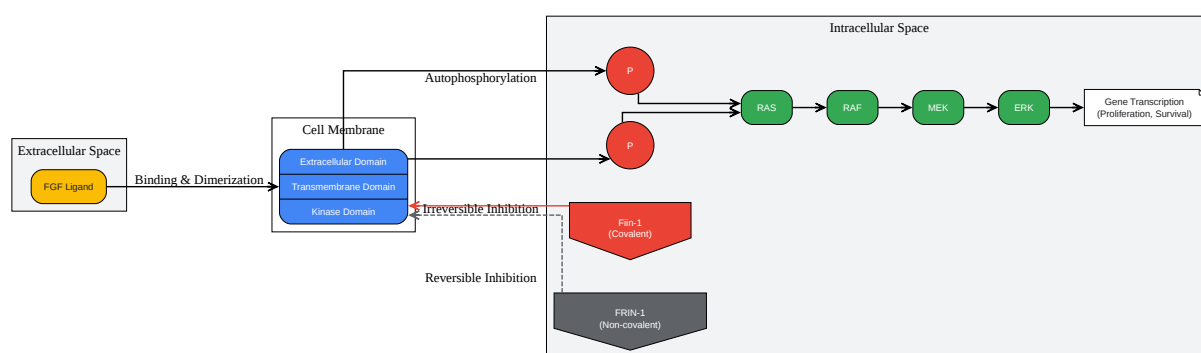 Intracellular Space
Autophosphorylation
P
RAS
RAF
MEK
ERK
Gene Transcription
(Proliferation, Survival)
Cell Membrane
P
Extracellular Space
Extracellular Domain
FGF Ligand
Binding & Dimerization
Transmembrane Domain
Kinase Domain
Irreversible Inhibition
Fiin-1
(Covalent)
Reversible Inhibition
FRIN-1
(Non-covalent)